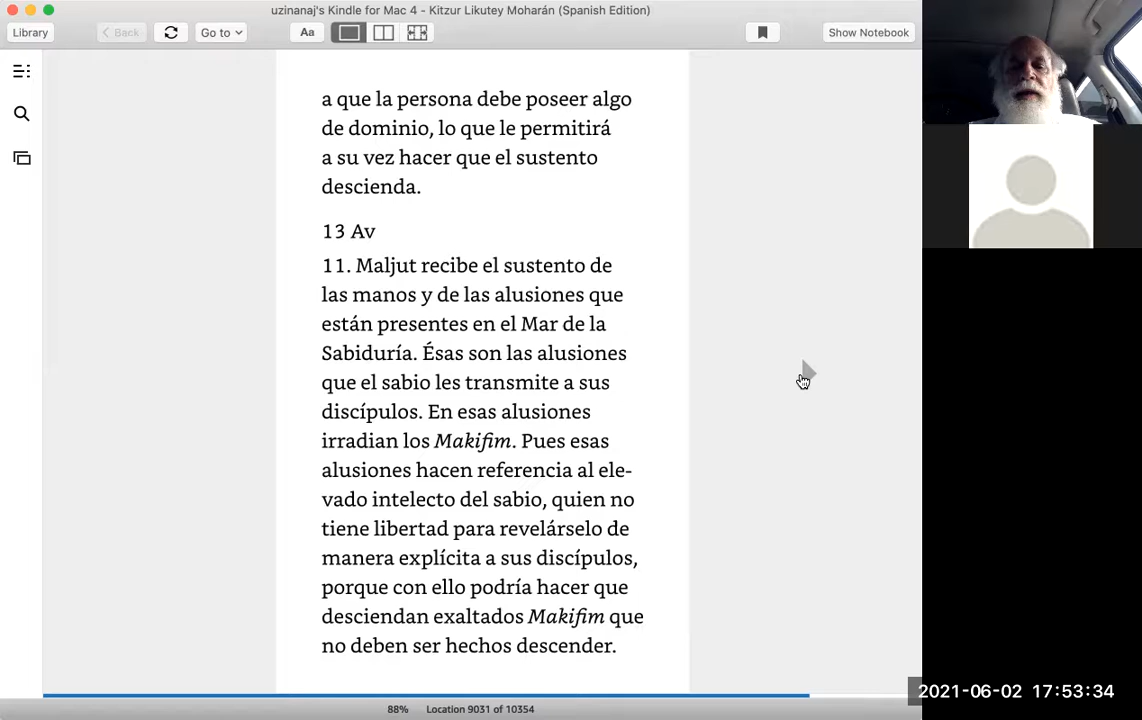 uzinanaj's Kindle for Mac 4 - Kitzur Likutey Moharán (Spanish Edition)
Library
Back
Go to
Aa
Show Notebook
a que la persona debe poseer algo
de dominio, lo que le permitirá
a su vez hacer que el sustento
descienda.
13 Av
11. Maljut recibe el sustento de
las manos y de las alusiones que
están presentes en el Mar de la
Sabiduría. Ésas son las alusiones
que el sabio les transmite a sus
discípulos. En esas alusiones
irradian los Makifim. Pues esas
alusiones hacen referencia al ele-
vado intelecto del sabio, quien no
tiene libertad para revelárselo de
manera explícita a sus discípulos,
porque con ello podría hacer que
desciendan exaltados Makifim que
no deben ser hechos descender.
88% Location 9031 of 10354
2021-06-02 17:53:34